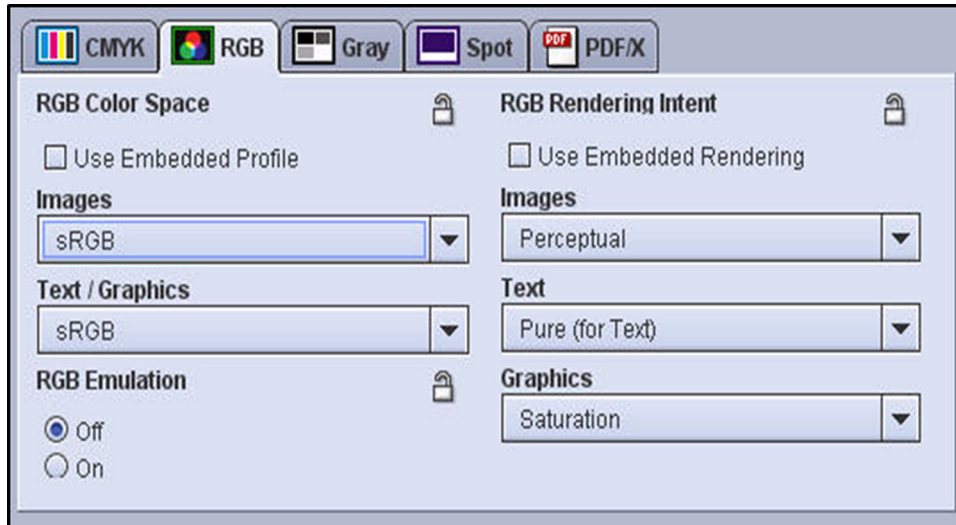 CMYK RGB Gray Spot PDF PDF/X
RGB Color Space
Use Embedded Profile
Images
sRGB
Text / Graphics
sRGB
RGB Emulation
Off
On
RGB Rendering Intent
Use Embedded Rendering
Images
Perceptual
Text
Pure (for Text)
Graphics
Saturation